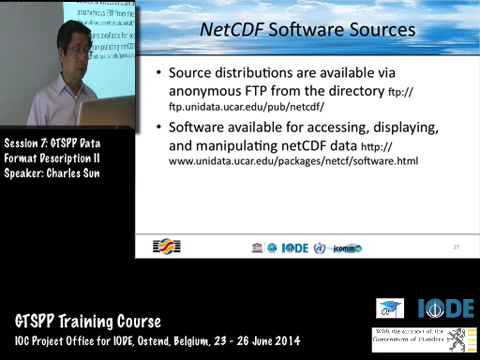 NetCDF Software Sources
• Source distributions are available via
anonymous FTP from the directory ftp://
ftp.unidata.ucar.edu/pub/netcdf/
• Software available for accessing, displaying,
and manipulating netCDF data http://
www.unidata.ucar.edu/packages/netcf/software.html
IODE
jcomm
27
Session 7: GTSPP Data
Format Description II
Speaker: Charles Sun
GTSPP Training Course
IOC Project Office for IODE, Ostend, Belgium, 23 - 26 June 2014
IODE
With the support of the
Government of Flanders